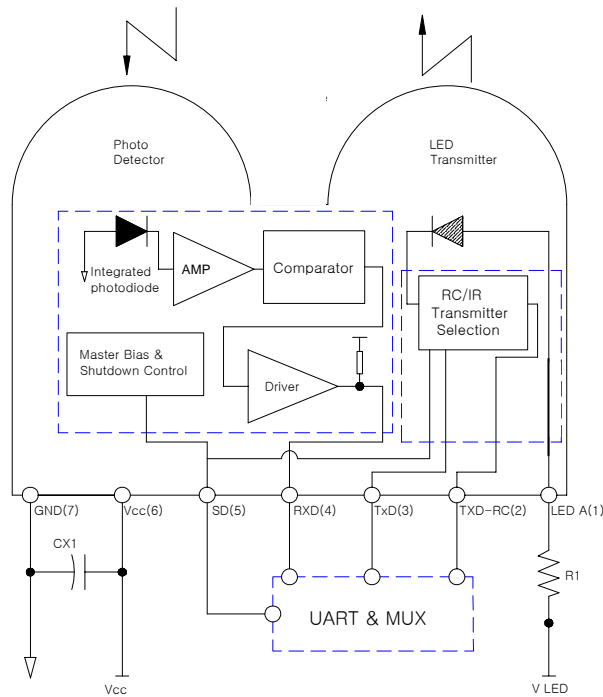 Photo
Detector
LED
Transmitter
Integrated
photodiode
AMP
Comparator
RC/IR
Transmitter
Selection
Master Bias &
Shutdown Control
Driver
GND(7)
Vcc(6)
SD(5)
RXD(4)
TxD(3)
TXD-RC(2)
LED A(1)
CX1
R1
UART & MUX
Vcc
V LED